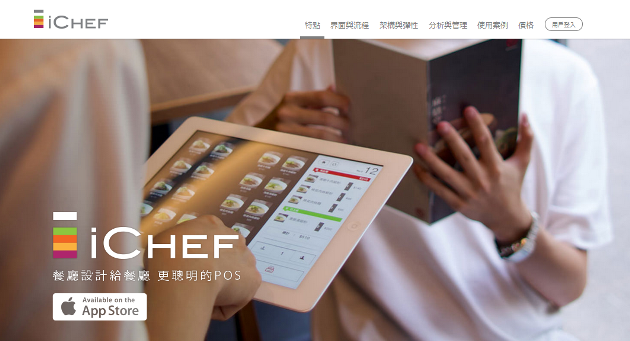 iCHEF
特點 界面與流程 架構與彈性 分析與管理 使用案例 價格 用戶登入
12
iCHEF
餐廳設計給餐廳 更聰明的POS
Available on the
App Store